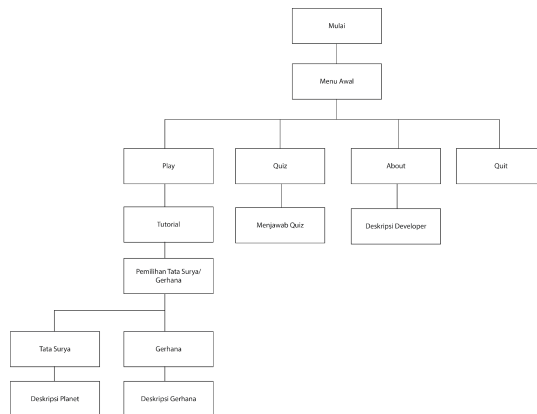 Mulai
Menu Awal
Play
Quiz
About
Quit
Tutorial
Menjawab Quiz
Deskripsi Developer
Pemilihan Tata Surya/
Gerhana
Tata Surya
Gerhana
Deskripsi Planet
Deskripsi Gerhana